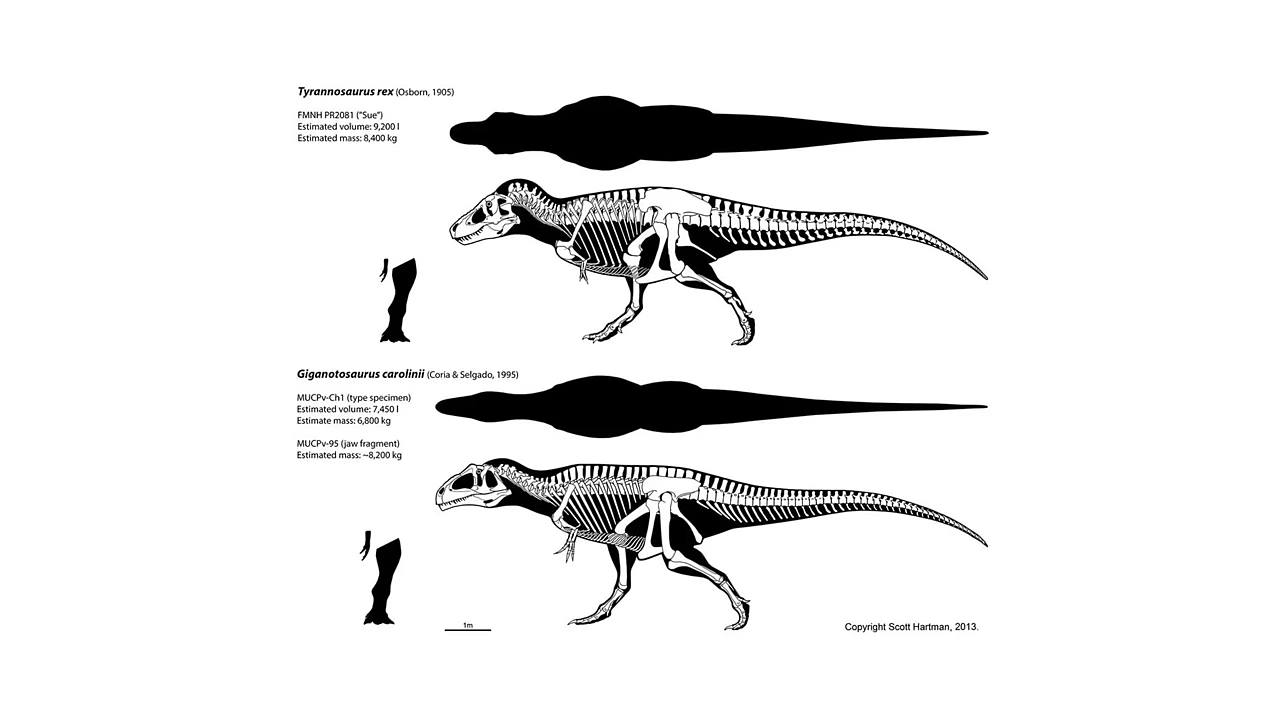 Tyrannosaurus rex (Osborn, 1905)
FMNH PR2081 ("Sue")
Estimated volume: 9,200 l
Estimated mass: 8,400 kg
Giganotosaurus carolinii (Coria & Selgado, 1995)
MUCPv-Ch1 (type specimen)
Estimated volume: 7,450 l
Estimate mass: 6,800 kg
MUCPv-95 (jaw fragment)
Estimated mass: ~8,200 kg
1m
Copyright Scott Hartman, 2013.